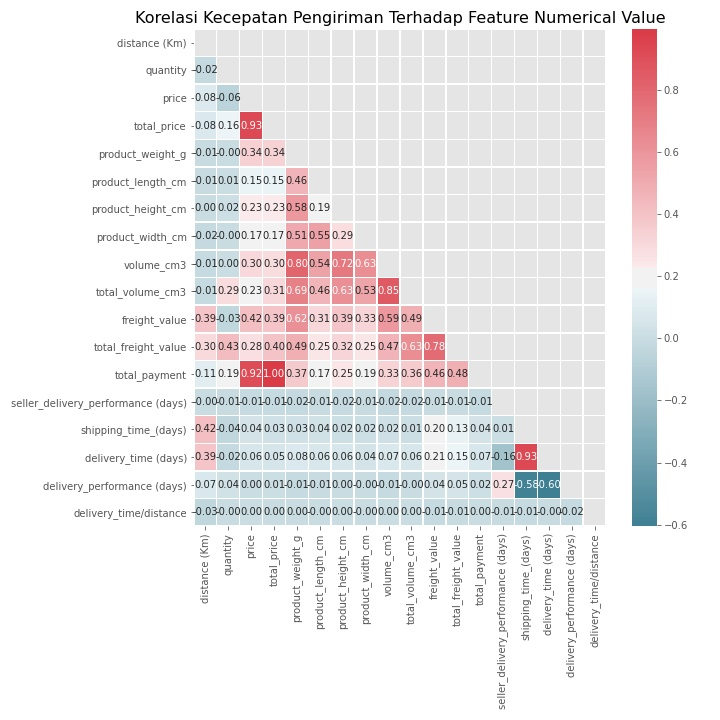 Korelasi Kecepatan Pengiriman Terhadap Feature Numerical Value
distance (Km)
quantity -0.02
price 0.08 -0.06
total_price 0.08 0.16 0.93
product_weight_g -0.01 -0.00 0.34 0.34
product_length_cm -0.01 0.01 0.15 0.15 0.46
product_height_cm 0.00 0.02 0.23 0.23 0.58 0.19
product_width_cm -0.02 -0.00 0.17 0.17 0.51 0.55 0.29
volume_cm3 -0.01 0.00 0.30 0.30 0.80 0.54 0.72 0.63
total_volume_cm3 -0.01 0.29 0.23 0.31 0.69 0.46 0.63 0.53 0.85
freight_value 0.39 -0.03 0.42 0.39 0.62 0.31 0.39 0.33 0.59 0.49
total_freight_value 0.30 0.43 0.28 0.40 0.49 0.25 0.32 0.25 0.47 0.63 0.78
total_payment 0.11 0.19 0.92 1.00 0.37 0.17 0.25 0.19 0.33 0.36 0.46 0.48
seller_delivery_performance (days) -0.00 -0.01 -0.01 -0.01 -0.02 -0.01 -0.02 -0.01 -0.02 -0.02 -0.01 -0.01 -0.01
shipping_time_(days) 0.42 -0.04 0.04 0.03 0.04 0.03 0.02 0.02 0.02 0.01 0.20 0.13 0.04 0.01
delivery_time (days) 0.39 -0.02 0.06 0.05 0.08 0.06 0.06 0.04 0.07 0.06 0.21 0.15 0.07 -0.16 0.93
delivery_performance (days) 0.07 0.04 0.00 0.01 -0.01 -0.01 0.00 -0.00 -0.01 -0.00 0.04 0.05 0.02 0.27 -0.58 -0.60
delivery_time/distance -0.03 -0.00 0.00 0.00 0.00 -0.00 0.00 -0.00 0.00 0.00 -0.01 -0.01 0.00 -0.01 -0.01 -0.00 -0.02
distance (Km)
quantity
price
total_price
product_weight_g
product_length_cm
product_height_cm
product_width_cm
volume_cm3
total_volume_cm3
freight_value
total_freight_value
total_payment
seller_delivery_performance (days)
shipping_time_(days)
delivery_time (days)
delivery_performance (days)
delivery_time/distance
0.8
0.6
0.4
0.2
0.0
−0.2
−0.4
−0.6